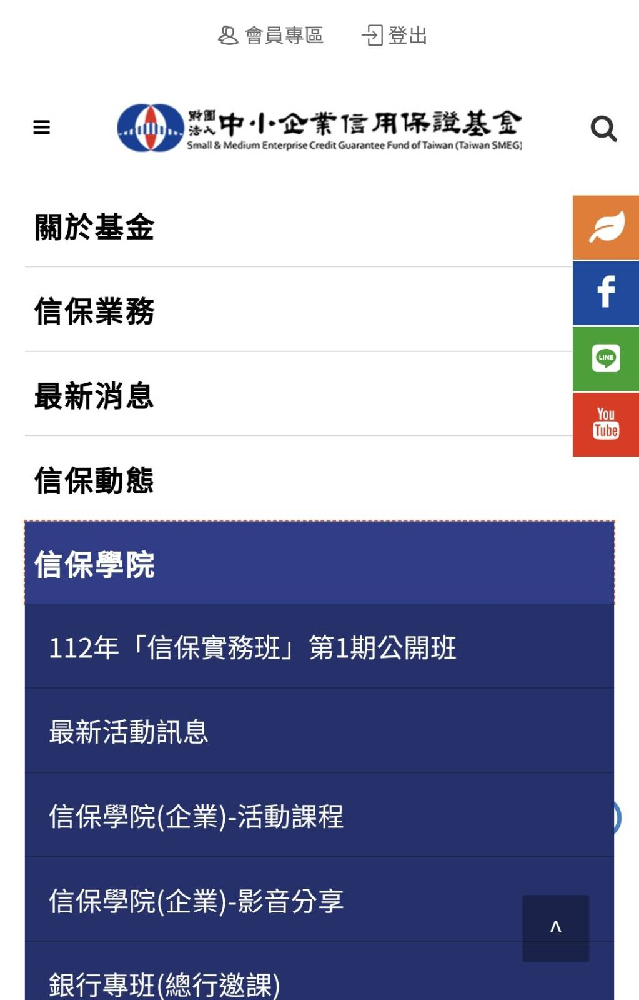 會員專區 登出
財團法人 中小企業信用保證基金
Small & Medium Enterprise Credit Guarantee Fund of Taiwan (Taiwan SMEG)
關於基金
信保業務
最新消息
LINE
You
Tube
信保動態
信保學院
112年「信保實務班」第1期公開班
最新活動訊息
信保學院(企業)-活動課程
信保學院(企業)-影音分享
銀行專班(總行邀課)